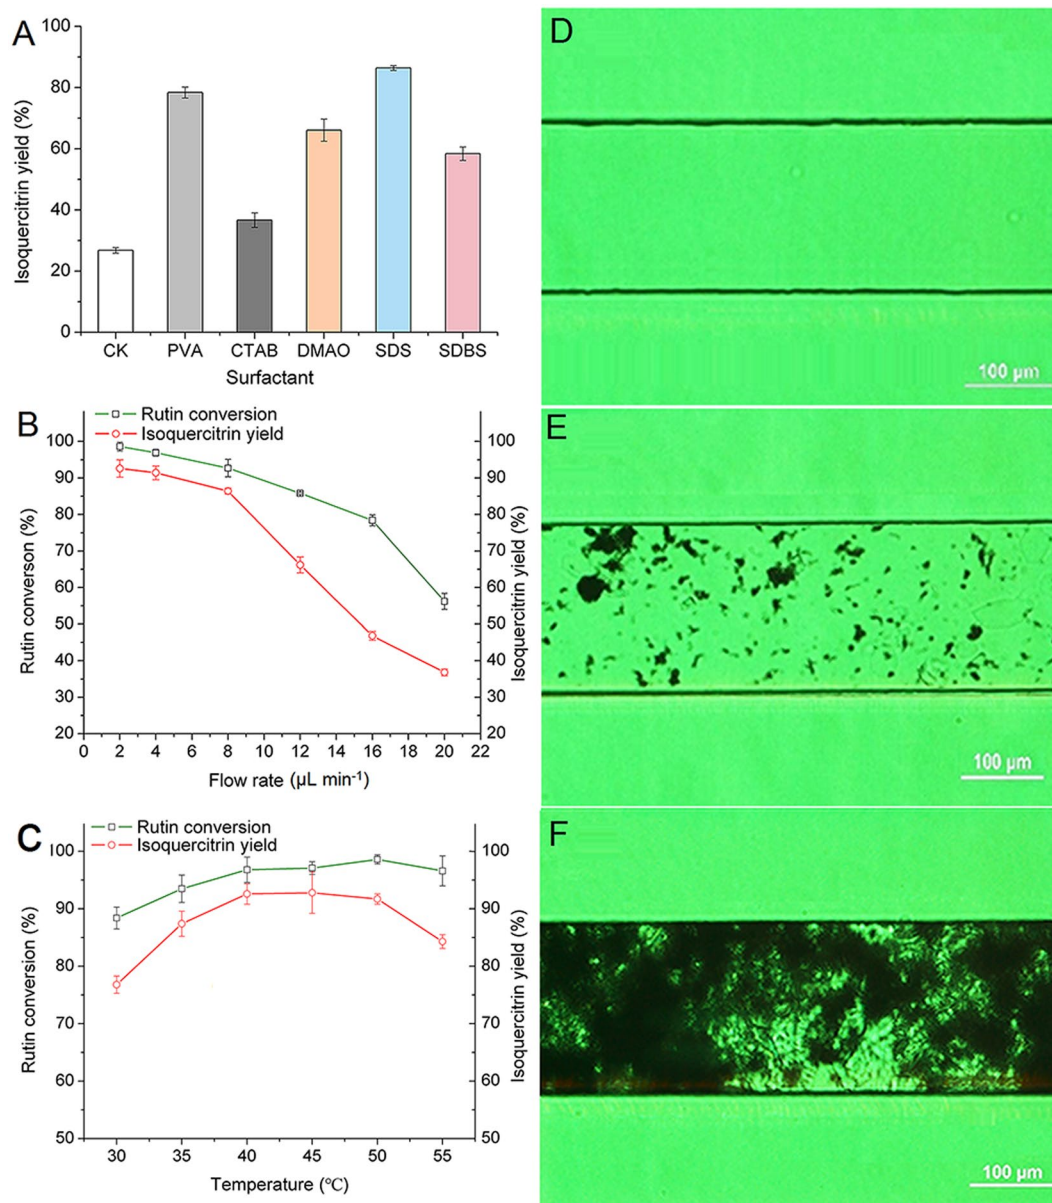 A
Isoquercitrin yield (%)
100
80
60
40
20
0
CK PVA CTAB DMAO SDS SDBS
Surfactant
B
Rutin conversion
Isoquercitrin yield
Rutin converson (%)
100
90
80
70
60
50
40
30
20
100
90
80
70
60
50
40
30
20
Isoquercitrin yield (%)
0 2 4 6 8 10 12 14 16 18 20 22
Flow rate (µL min-1)
C
Rutin conversion
Isoquercitrin yield
Rutin conversion (%)
100
90
80
70
60
50
100
90
80
70
60
50
Isoquercitrin yield (%)
30 35 40 45 50 55
Temperature (℃)
D
100 µm
E
100 µm
F
100 µm